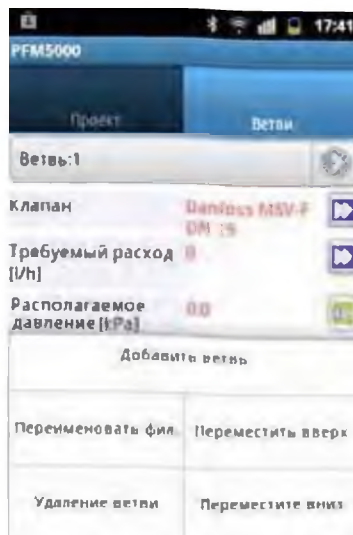 17:41
PFM5000
Проект
Ветви
Ветвь:1
Клапан
Danfoss MSV-F
DN 15
Требуемый расход
0
[l/h]
Располагаемое
0.0
давление [kPa]
Добавить ветвь
Переименовать фил
Переместить вверх
Удаление ветви
Переместите вниз